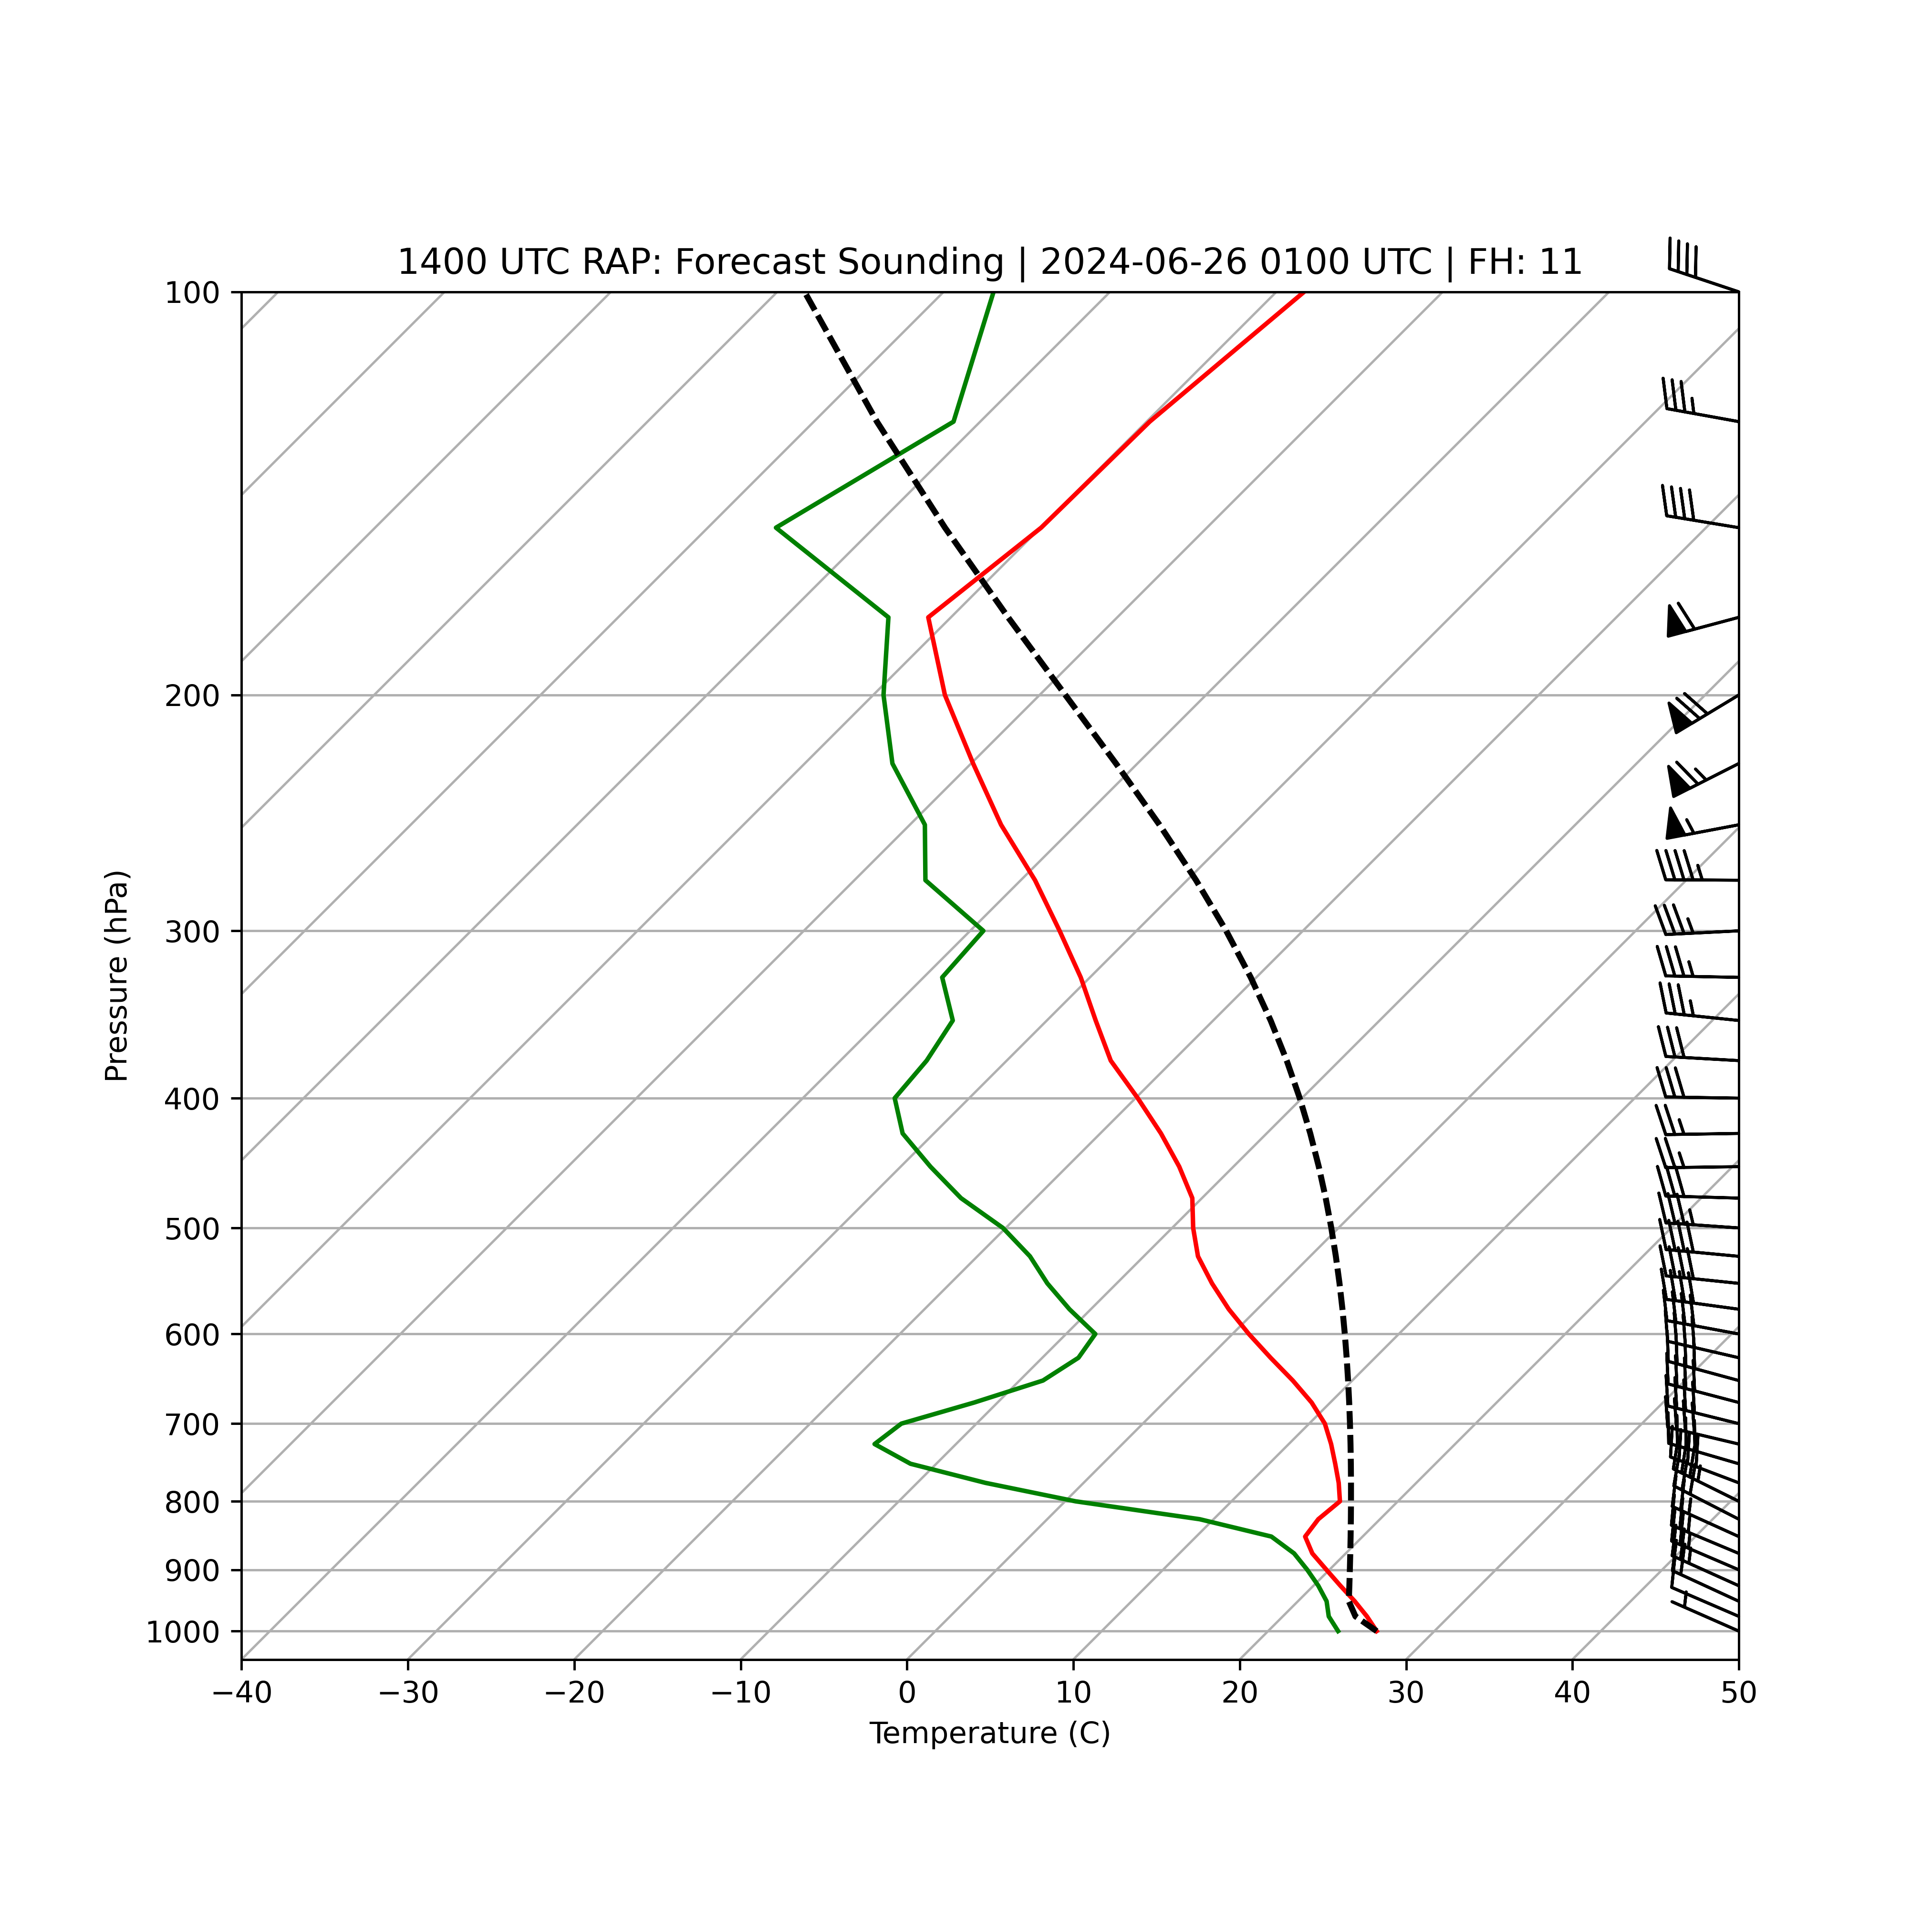 1400 UTC RAP: Forecast Sounding | 2024-06-26 0100 UTC | FH: 11
100
200
300
400
500
600
700
800
900
1000
Pressure (hPa)
−40 −30 −20 −10 0 10 20 30 40 50
Temperature (C)